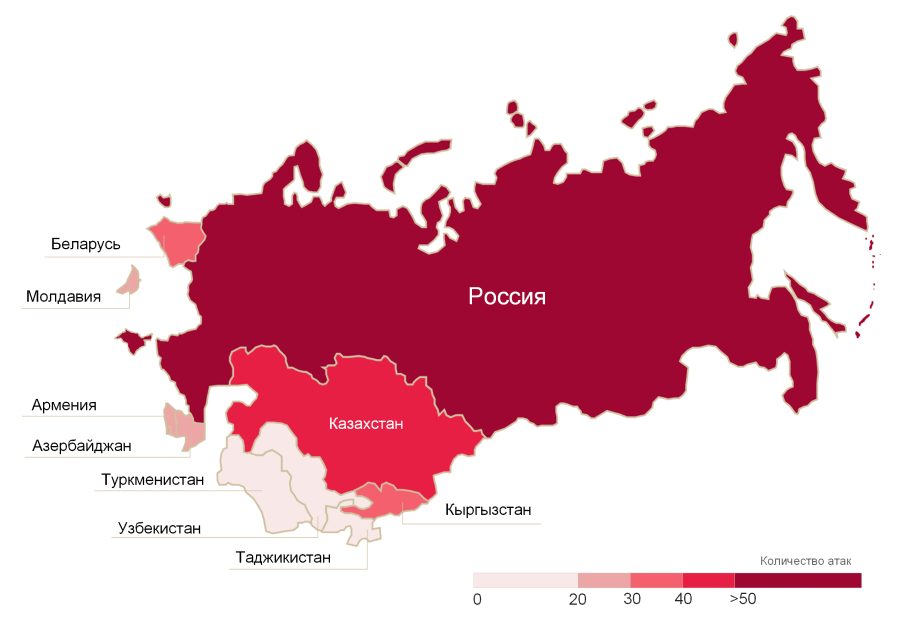 Беларусь
Молдавия
Россия
Армения
Казахстан
Азербайджан
Туркменистан
Кыргызстан
Узбекистан
Таджикистан
Количество атак
0 20 30 40 >50